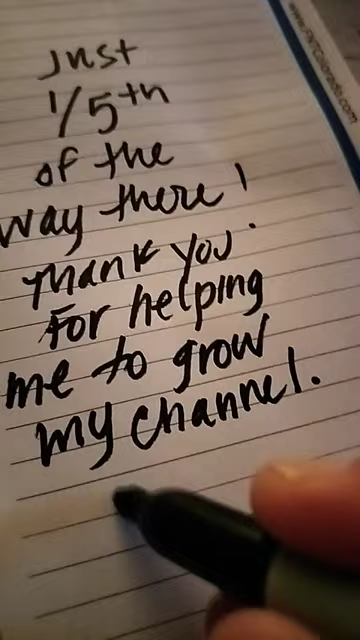 Just
1/5th
of the
way there!
Thank you
For helping
me to grow
my channel.